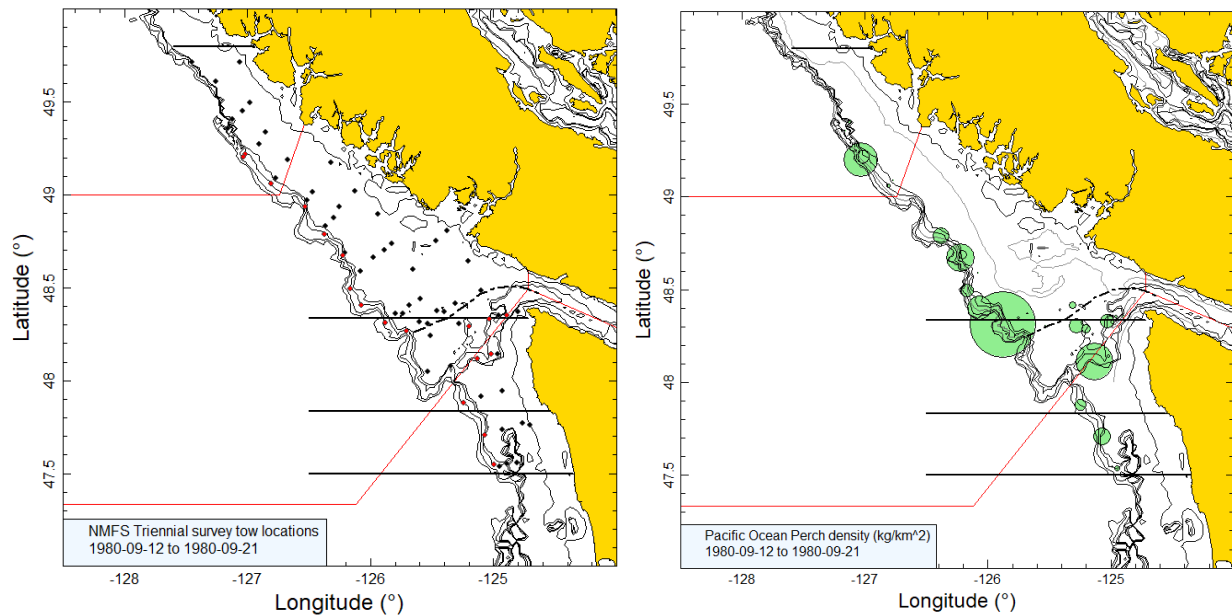 49.5
49
48.5
48
47.5
Latitude (°)
NMFS Triennial survey tow locations
1980-09-12 to 1980-09-21
-128
-127
-126
-125
Longitude (°)
49.5
49
48.5
48
47.5
Latitude (°)
Pacific Ocean Perch density (kg/km^2)
1980-09-12 to 1980-09-21
-128
-127
-126
-125
Longitude (°)